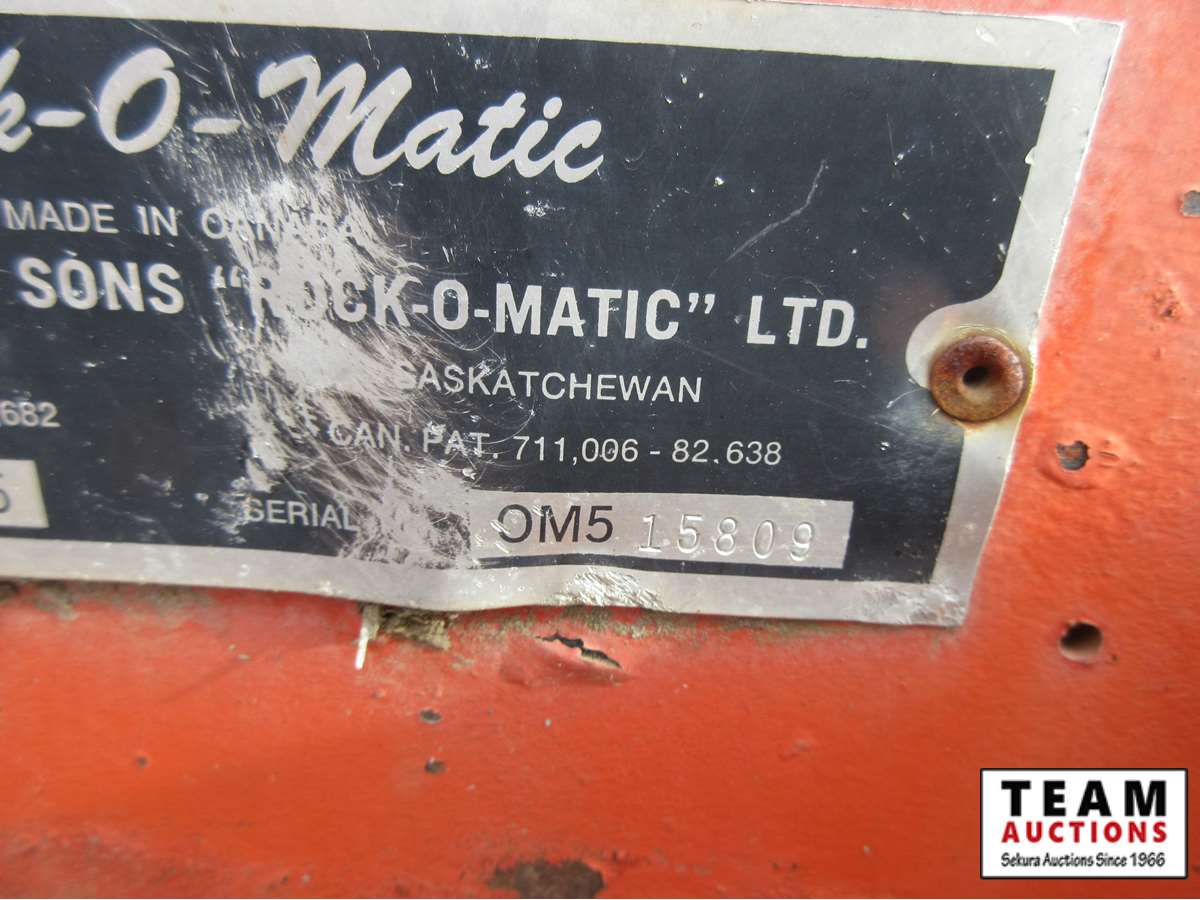 k-O-Matic
MADE IN CANADA
SONS "ROCK-O-MATIC" LTD.
SASKATCHEWAN
,682 CAN. PAT. 711,006 - 82.638
SERIAL OM5 15809
TEAM
AUCTIONS
Sekura Auctions Since 1966